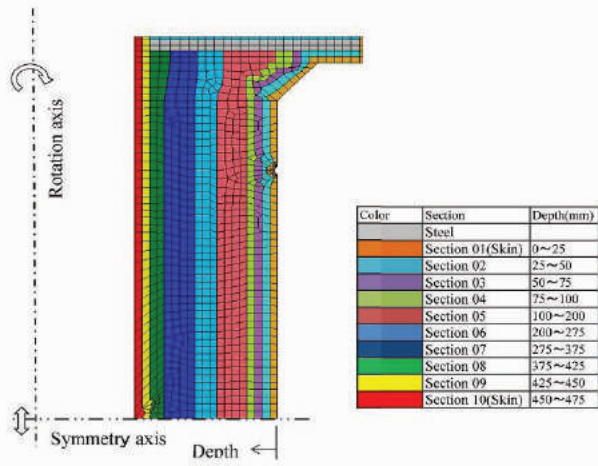 Rotation axis
Color Section Depth(mm)
Steel
Section 01(Skin) 0～25
Section 02 25～50
Section 03 50～75
Section 04 75～100
Section 05 100～200
Section 06 200～275
Section 07 275～375
Section 08 375～425
Section 09 425～450
Section 10(Skin) 450～475
Symmetry axis
Depth